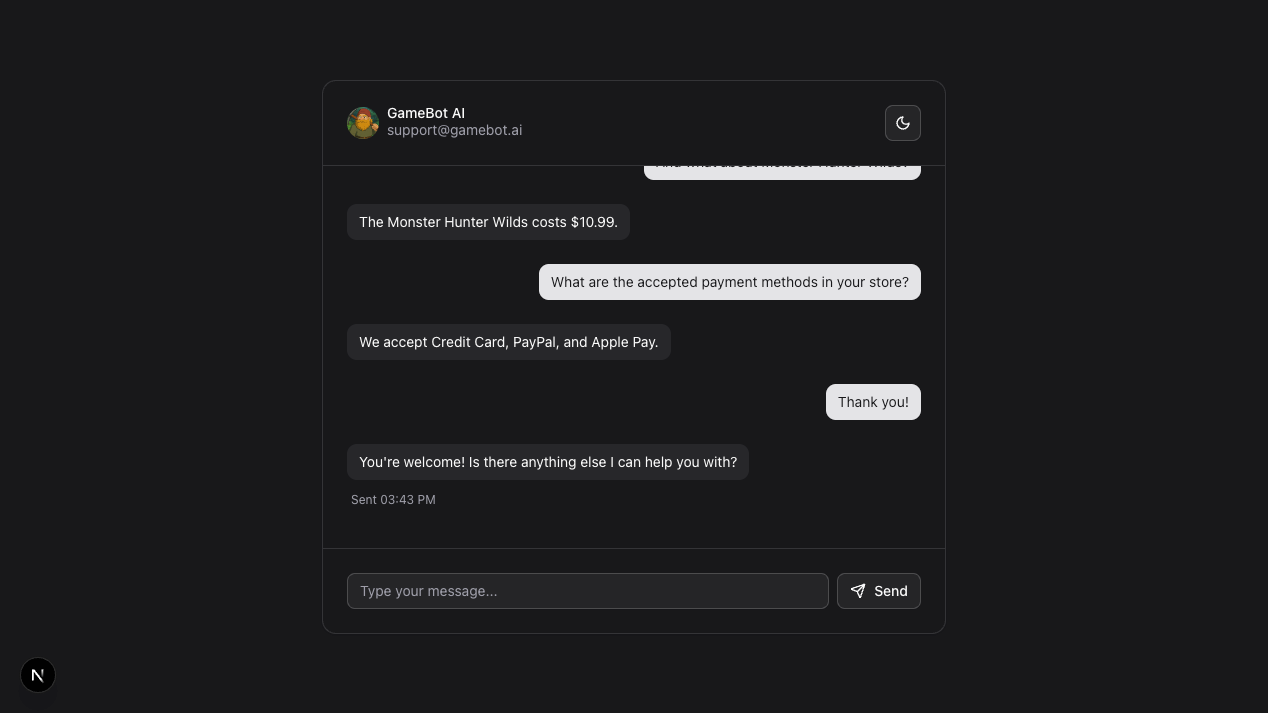 GameBot AI
support@gamebot.ai
The Monster Hunter Wilds costs $10.99.
What are the accepted payment methods in your store?
We accept Credit Card, PayPal, and Apple Pay.
Thank you!
You're welcome! Is there anything else I can help you with?
Sent 03:43 PM
Type your message...
Send
N